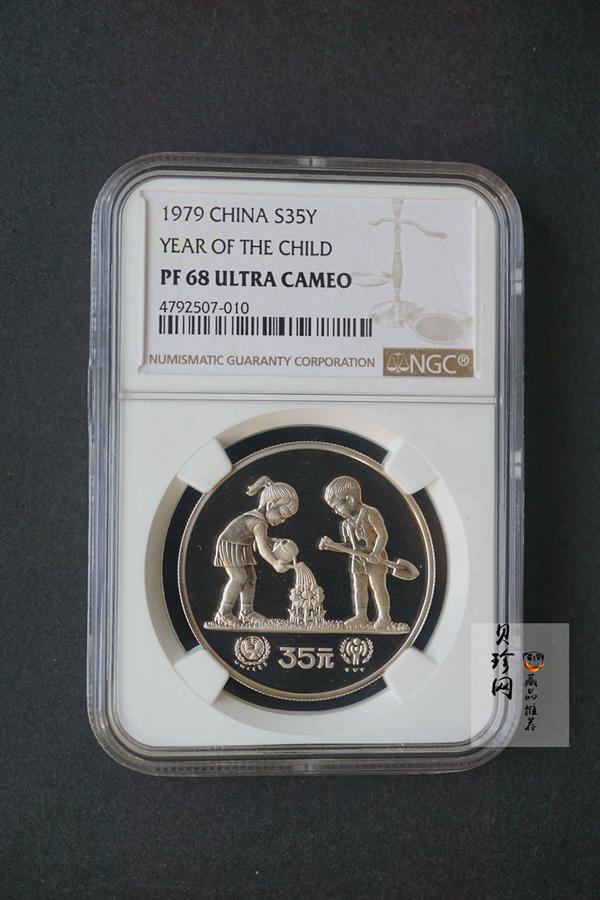 1979 CHINA S35Y
YEAR OF THE CHILD
PF 68 ULTRA CAMEO
4792507-010
NUMISMATIC GUARANTY CORPORATION NGC®
35元
UNICEF
贝珍网
藏品
推荐